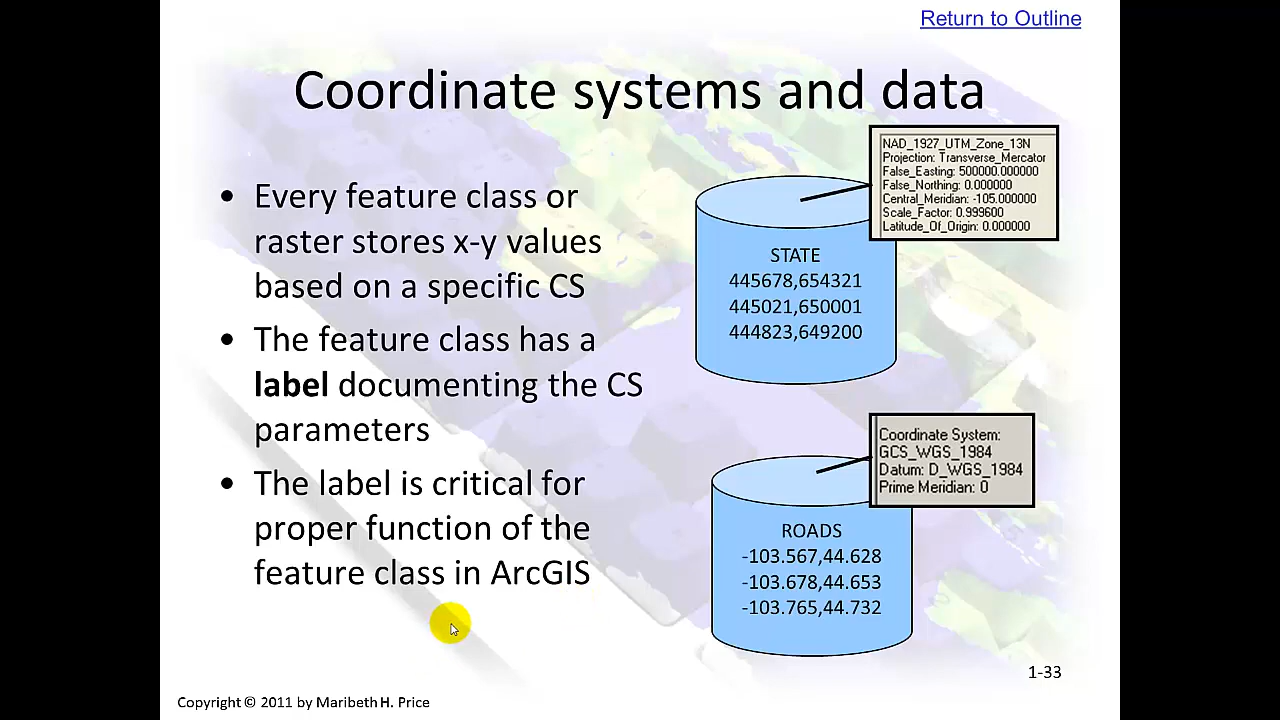 Return to Outline
Coordinate systems and data
• Every feature class or
raster stores x-y values
based on a specific CS
• The feature class has a
label documenting the CS
parameters
• The label is critical for
proper function of the
feature class in ArcGIS
NAD_1927_UTM_Zone_13N
Projection: Transverse_Mercator
False_Easting: 500000.000000
False_Northing: 0.000000
Central_Meridian: -105.000000
Scale_Factor: 0.999600
Latitude_Of_Origin: 0.000000
STATE
445678,654321
445021,650001
444823,649200
Coordinate System:
GCS_WGS_1984
Datum: D_WGS_1984
Prime Meridian: 0
ROADS
-103.567,44.628
-103.678,44.653
-103.765,44.732
1-33
Copyright © 2011 by Maribeth H. Price